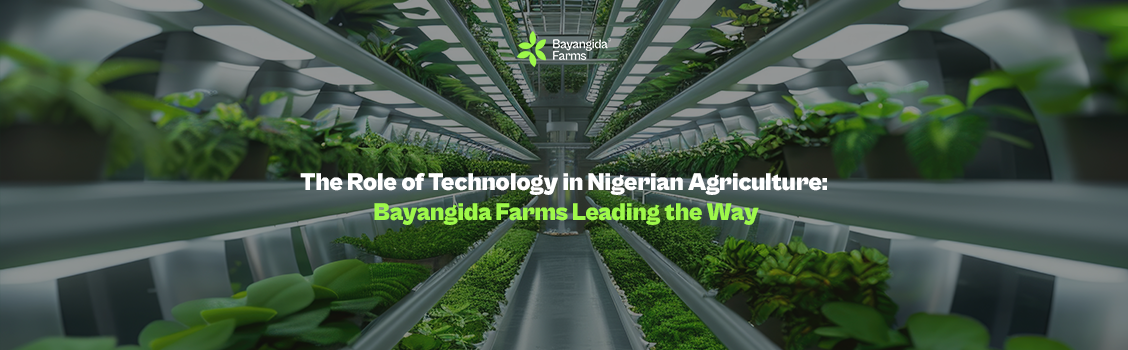 Bayangida
Farms
The Role of Technology in Nigerian Agriculture:
Bayangida Farms Leading the Way